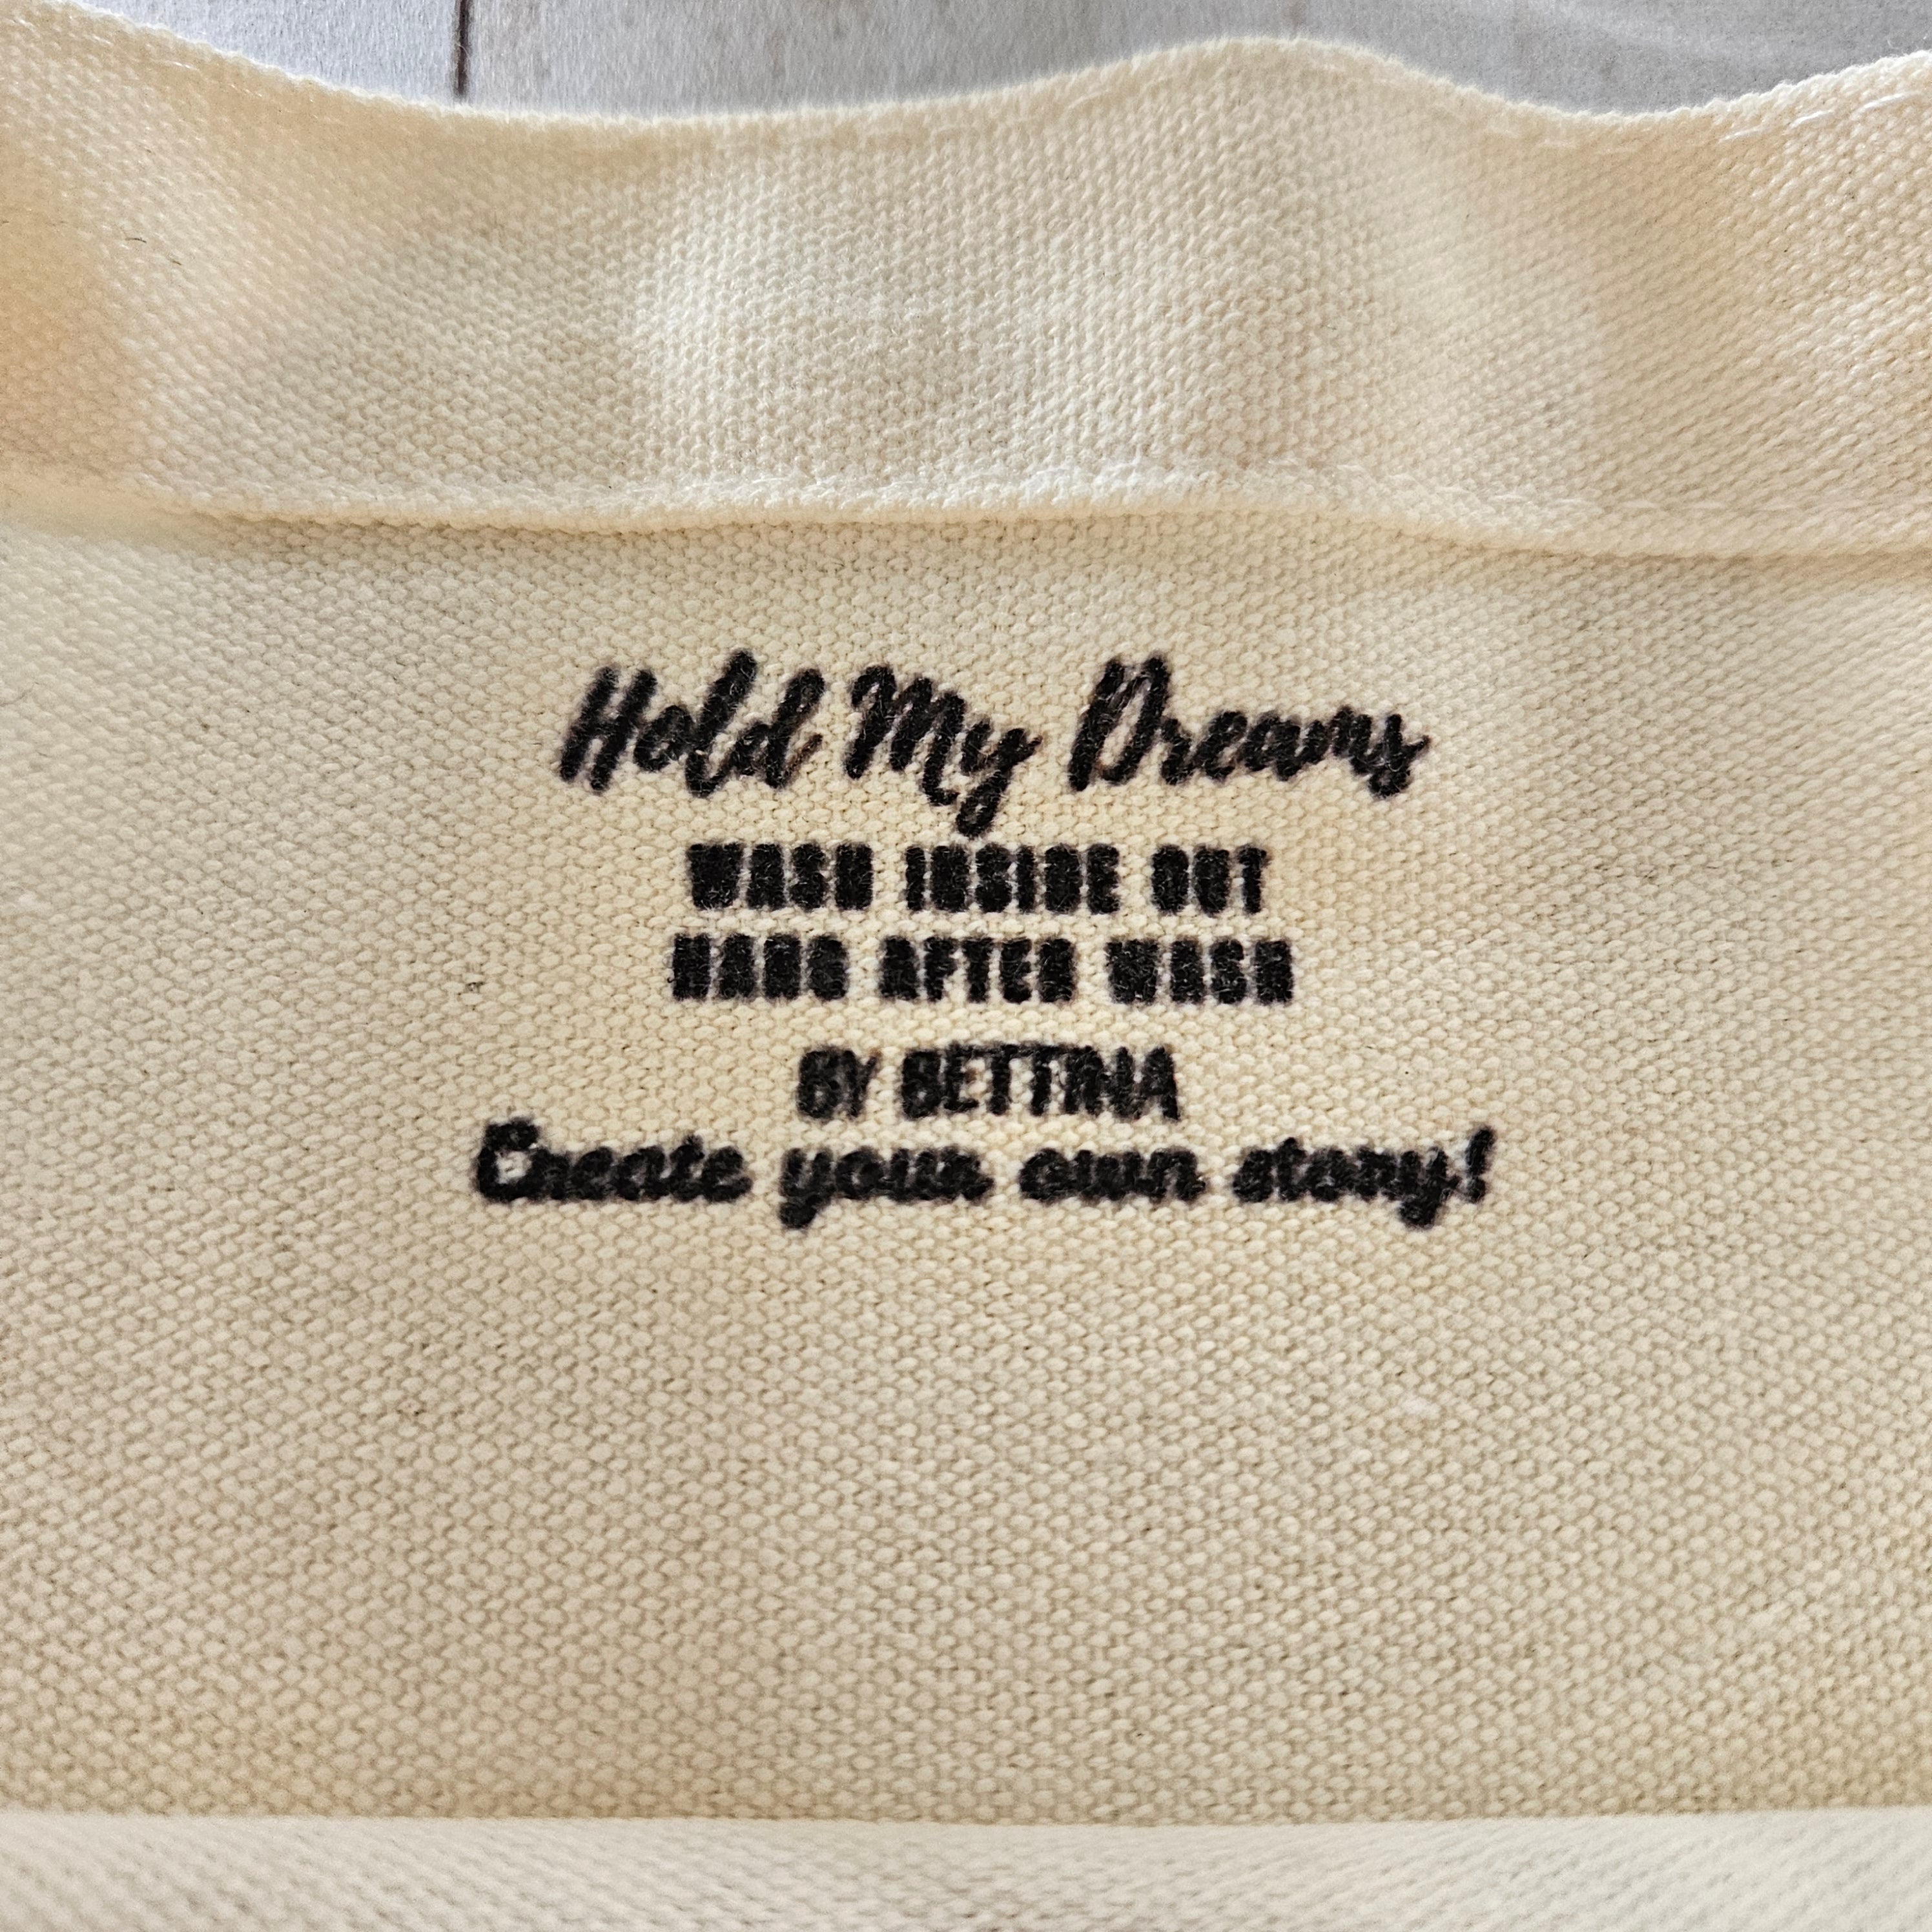 Hold My Dreams
WASH INSIDE OUT
HANG AFTER WASH
BY BETTINA
Create your own story!